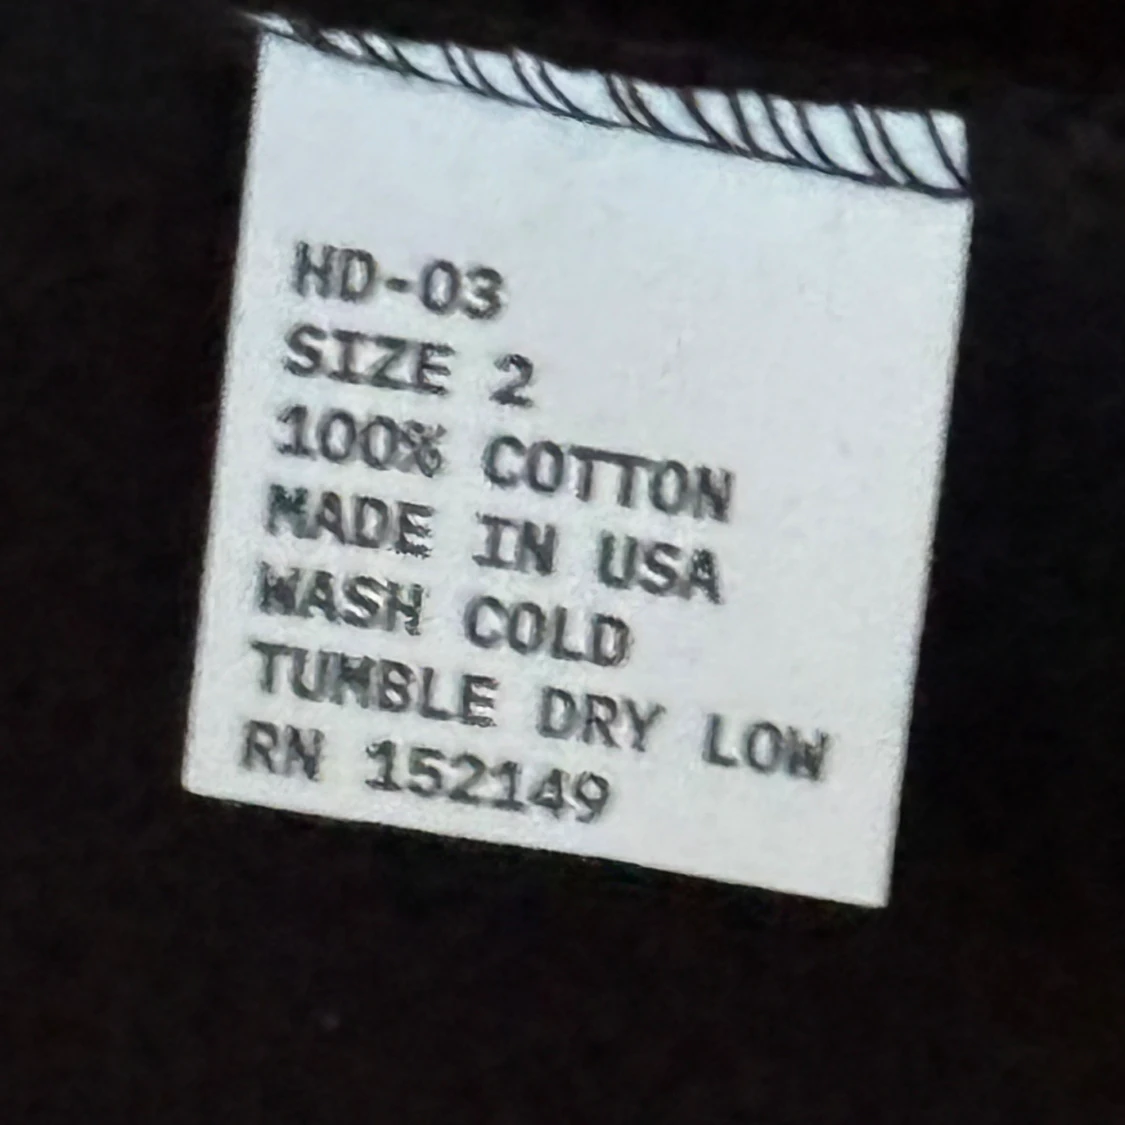 HD-03
SIZE 2
100% COTTON
MADE IN USA
WASH COLD
TUMBLE DRY LOW
RN 152149